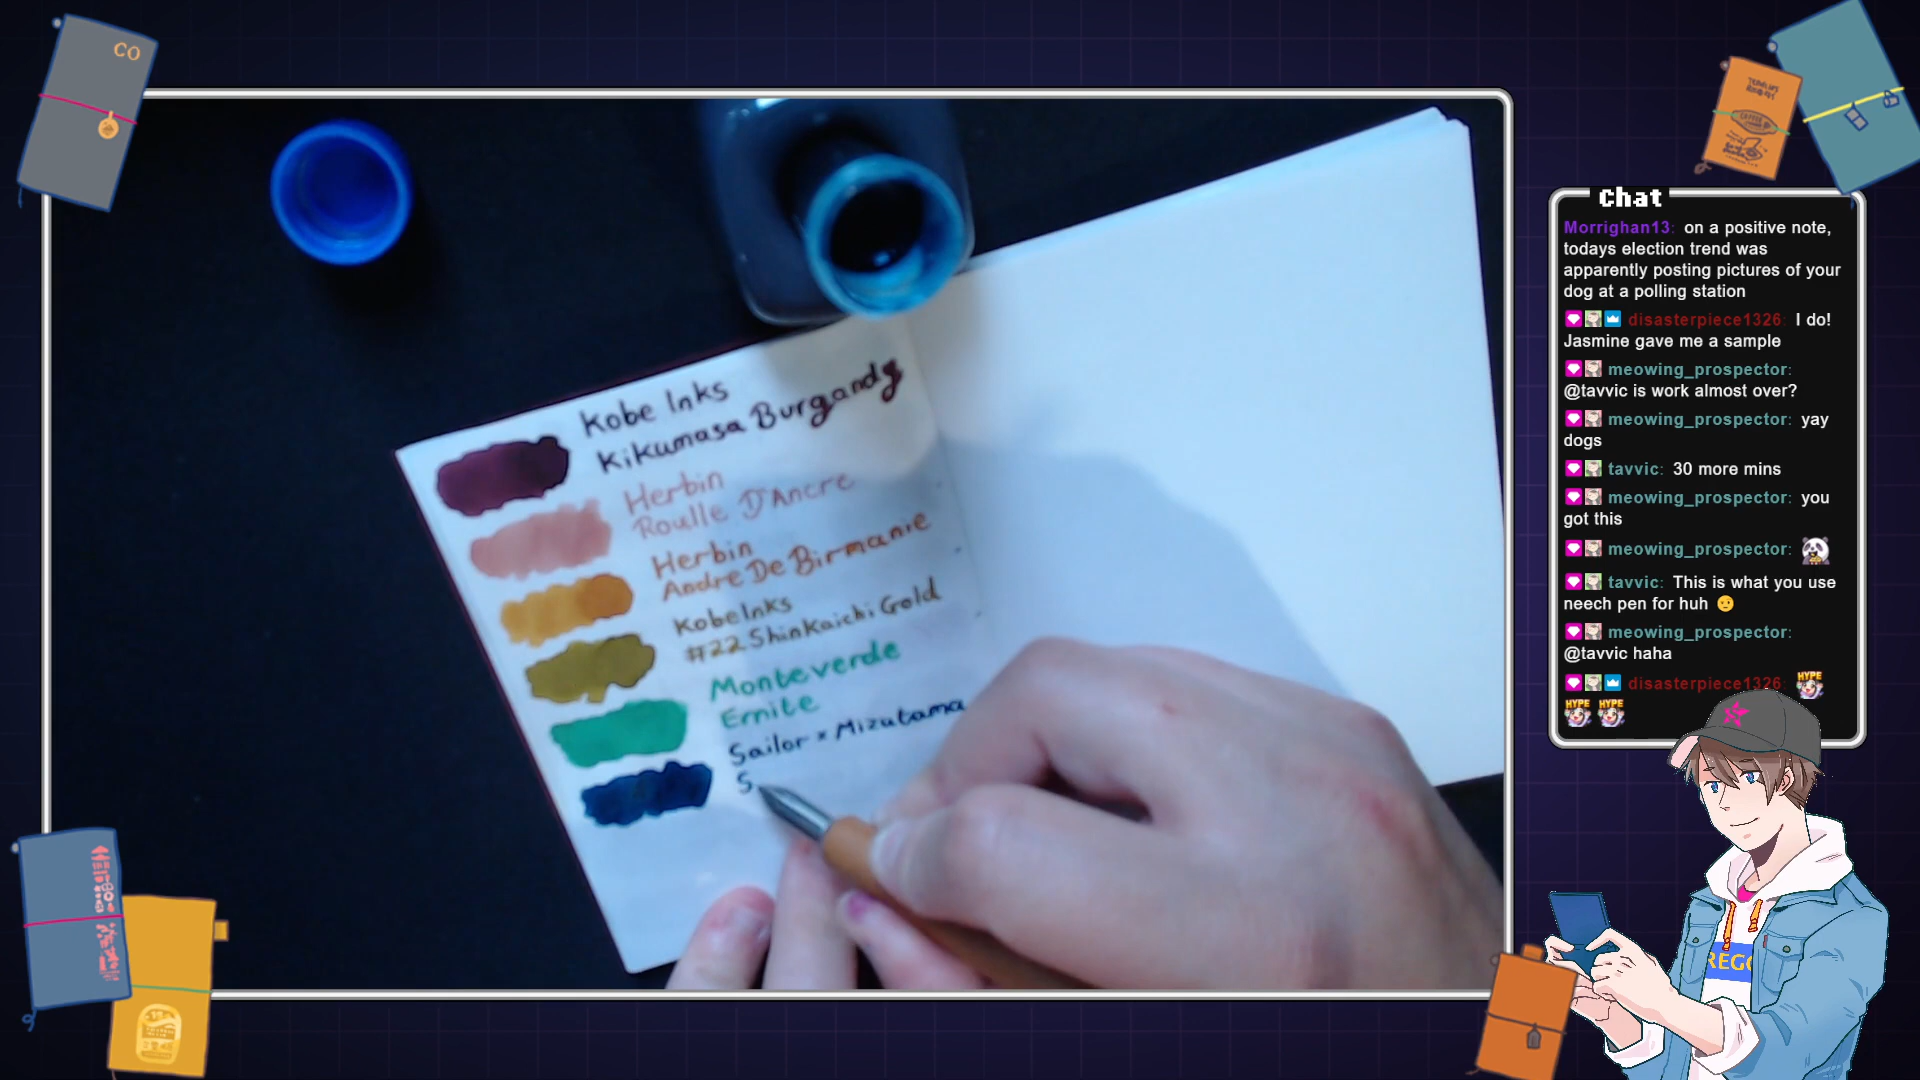 Kobe Inks
Kikumasa Burgandy
Herbin
Roulle D'Ancre
Herbin
Andre De Birmanie
Kobe Inks
#22 Shinkaichi Gold
Monteverde
Ernite
Sailor x Mizutama
S
CO
chat
Morrighan13: on a positive note,
todays election trend was
apparently posting pictures of your
dog at a polling station
disasterpiece1326: I do!
Jasmine gave me a sample
meowing_prospector:
@tavvic is work almost over?
meowing_prospector: yay
dogs
tavvic: 30 more mins
meowing_prospector: you
got this
meowing_prospector:
tavvic: This is what you use
neech pen for huh
meowing_prospector:
@tavvic haha
disasterpiece1326: HYPE
HYPE HYPE
REGO